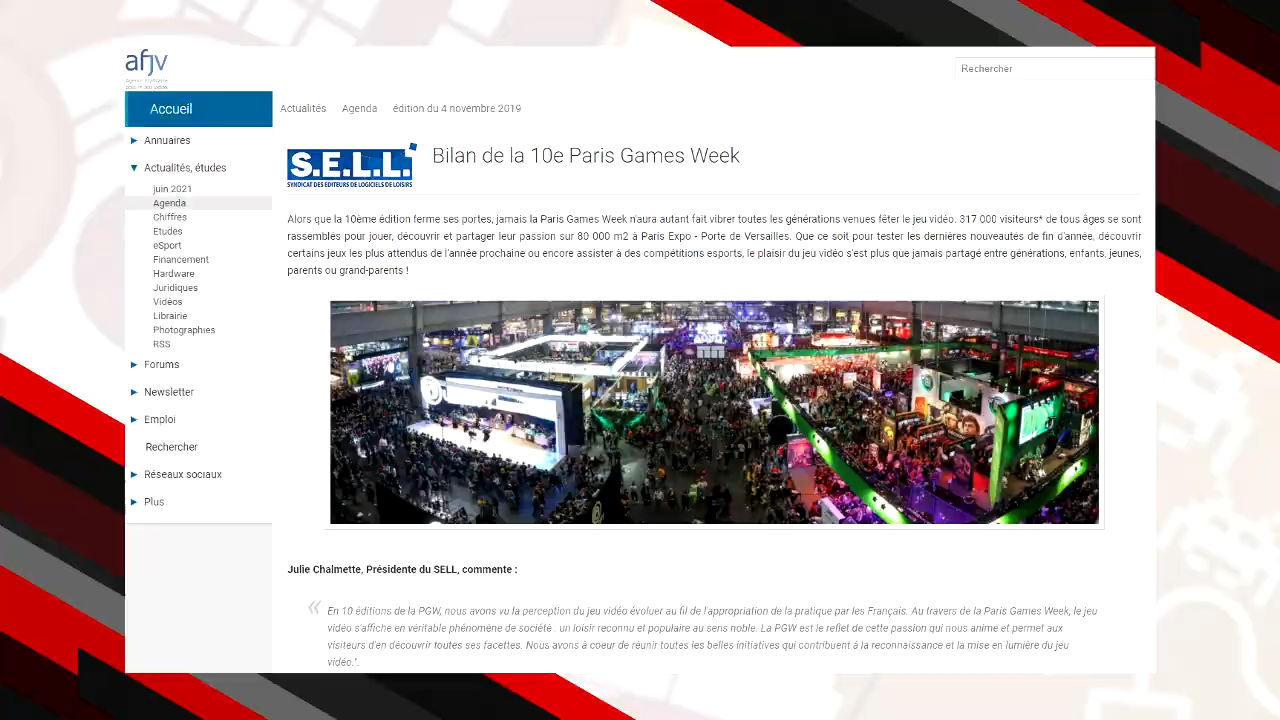 afjv
Rechercher
Accueil
Actualités Agenda édition du 4 novembre 2019
Annuaires
Actualités, études
juin 2021
Agenda
Chiffres
Etudes
eSport
Financement
Hardware
Juridiques
Vidéos
Librairie
Photographies
RSS
Forums
Newsletter
Emploi
Rechercher
Réseaux sociaux
Plus
S.E.L.L.
SYNDICAT DES EDITEURS DE LOGICIELS DE LOISIRS
Bilan de la 10e Paris Games Week
Alors que la 10ème édition ferme ses portes, jamais la Paris Games Week n'aura autant fait vibrer toutes les générations venues fêter le jeu vidéo. 317 000 visiteurs* de tous âges se sont
rassemblés pour jouer, découvrir et partager leur passion sur 80 000 m2 à Paris Expo - Porte de Versailles. Que ce soit pour tester les dernières nouveautés de fin d'année, découvrir
certains jeux les plus attendus de l'année prochaine ou encore assister à des compétitions esports, le plaisir du jeu vidéo s'est plus que jamais partagé entre générations, enfants, jeunes,
parents ou grand-parents !
Julie Chalmette, Présidente du SELL, commente :
« En 10 éditions de la PGW, nous avons vu la perception du jeu vidéo évoluer au fil de l'appropriation de la pratique par les Français. Au travers de la Paris Games Week, le jeu
vidéo s'affiche en véritable phénomène de société : un loisir reconnu et populaire au sens noble. La PGW est le reflet de cette passion qui nous anime et permet aux
visiteurs d'en découvrir toutes ses facettes. Nous avons à coeur de réunir toutes les belles initiatives qui contribuent à la reconnaissance et la mise en lumière du jeu
vidéo.".